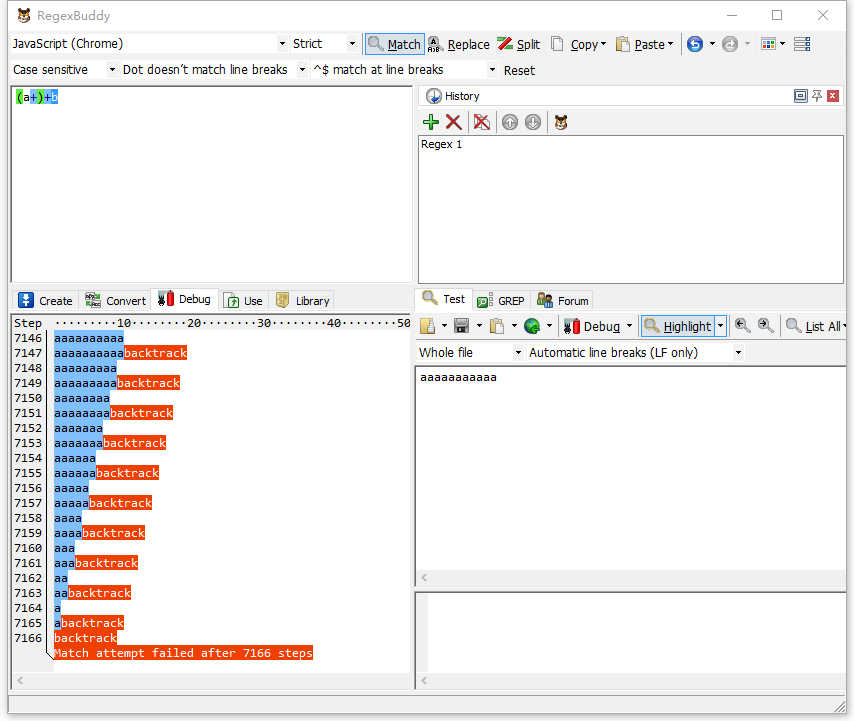 RegexBuddy
JavaScript (Chrome) Strict Match Replace Split Copy Paste
Case sensitive Dot doesn't match line breaks ^$ match at line breaks Reset
(a+)+b
History
Regex 1
Create Convert Debug Use Library
Test GREP Forum
Debug Highlight List All
Whole file Automatic line breaks (LF only)
aaaaaaaaaaa
Step ·········10········20········30········40········50
7146 aaaaaaaaaa
7147 aaaaaaaaaabacktrack
7148 aaaaaaaaa
7149 aaaaaaaaabacktrack
7150 aaaaaaaa
7151 aaaaaaaabacktrack
7152 aaaaaaa
7153 aaaaaaabacktrack
7154 aaaaaa
7155 aaaaaabacktrack
7156 aaaaa
7157 aaaaabacktrack
7158 aaaa
7159 aaaabacktrack
7160 aaa
7161 aaabacktrack
7162 aa
7163 aabacktrack
7164 a
7165 abacktrack
7166 backtrack
Match attempt failed after 7166 steps